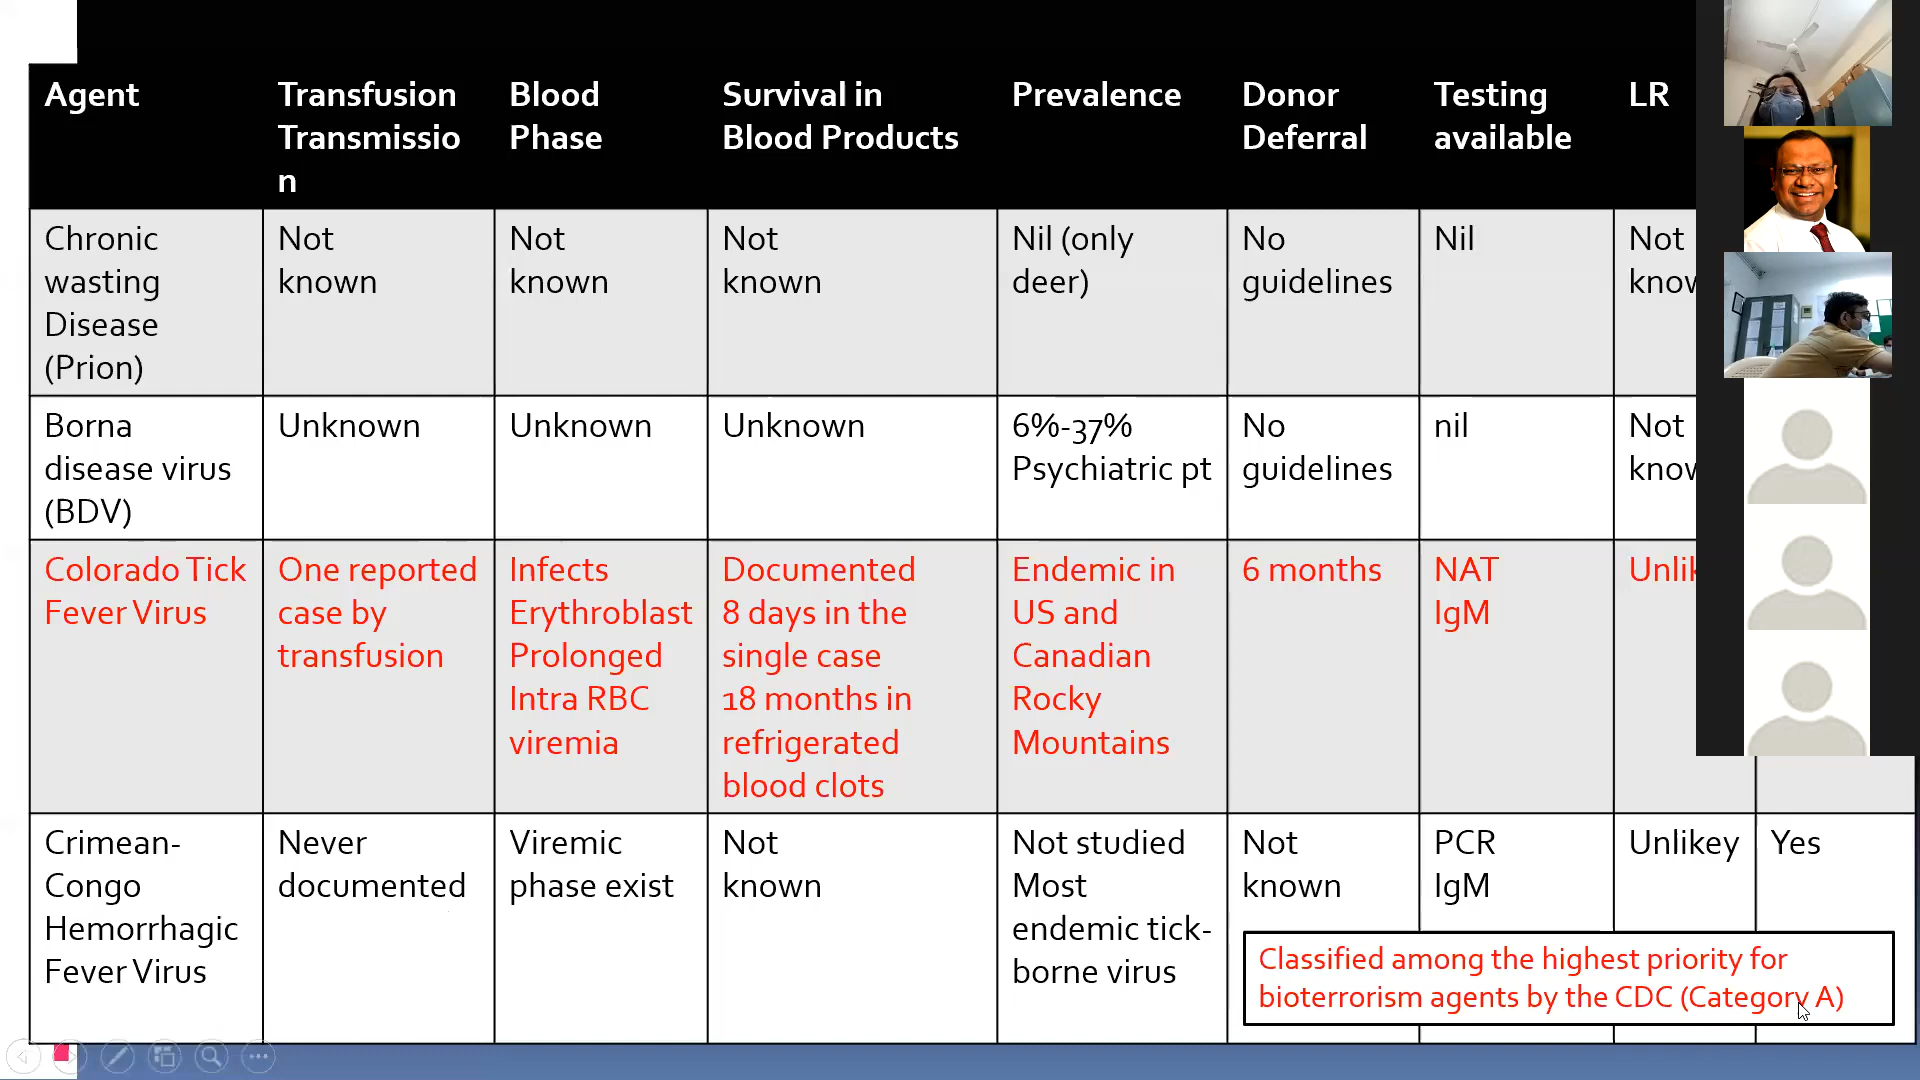 Agent
Transfusion
Transmissio
n
Blood
Phase
Survival in
Blood Products
Prevalence
Donor
Deferral
Testing
available
LR
Chronic
wasting
Disease
(Prion)
Not
known
Not
known
Not
known
Nil (only
deer)
No
guidelines
Nil
Not
Borna
disease virus
(BDV)
Unknown
Unknown
Unknown
6%-37%
Psychiatric pt
No
guidelines
nil
Not
Colorado Tick
Fever Virus
One reported
case by
transfusion
Infects
Erythroblast
Prolonged
Intra RBC
viremia
Documented
8 days in the
single case
18 months in
refrigerated
blood clots
Endemic in
US and
Canadian
Rocky
Mountains
6 months
NAT
IgM
Crimean-
Congo
Hemorrhagic
Fever Virus
Never
documented
Viremic
phase exist
Not
known
Not studied
Most
endemic tick-
borne virus
Not
known
PCR
IgM
Unlikey
Yes
Classified among the highest priority for
bioterrorism agents by the CDC (Category A)